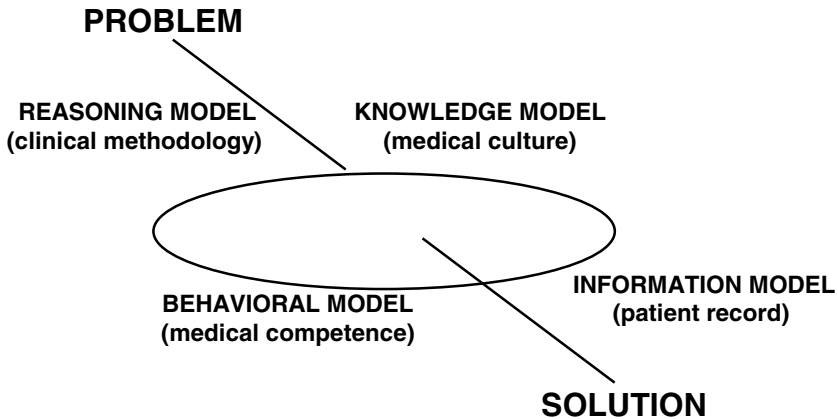 PROBLEM
REASONING MODEL
(clinical methodology)
KNOWLEDGE MODEL
(medical culture)
BEHAVIORAL MODEL
(medical competence)
INFORMATION MODEL
(patient record)
SOLUTION